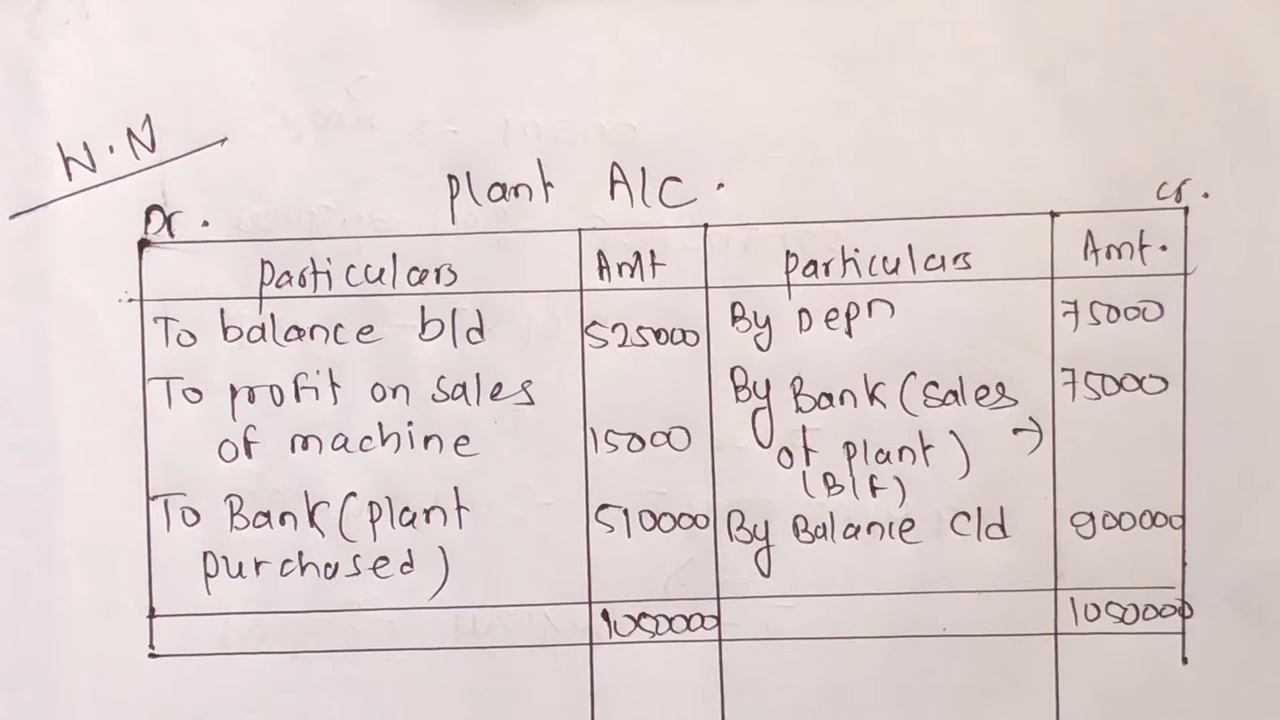 N.N
Plant A/C.
Dr. Cr.
Particulars Amt Particulars Amt.
To balance b/d 525000 By Depn 75000
To profit on sales By Bank (sales 75000
of machine 15000 of plant) →
(B/F)
To Bank (plant 510000 By Balance C/d 900000
purchased)
1050000 1050000